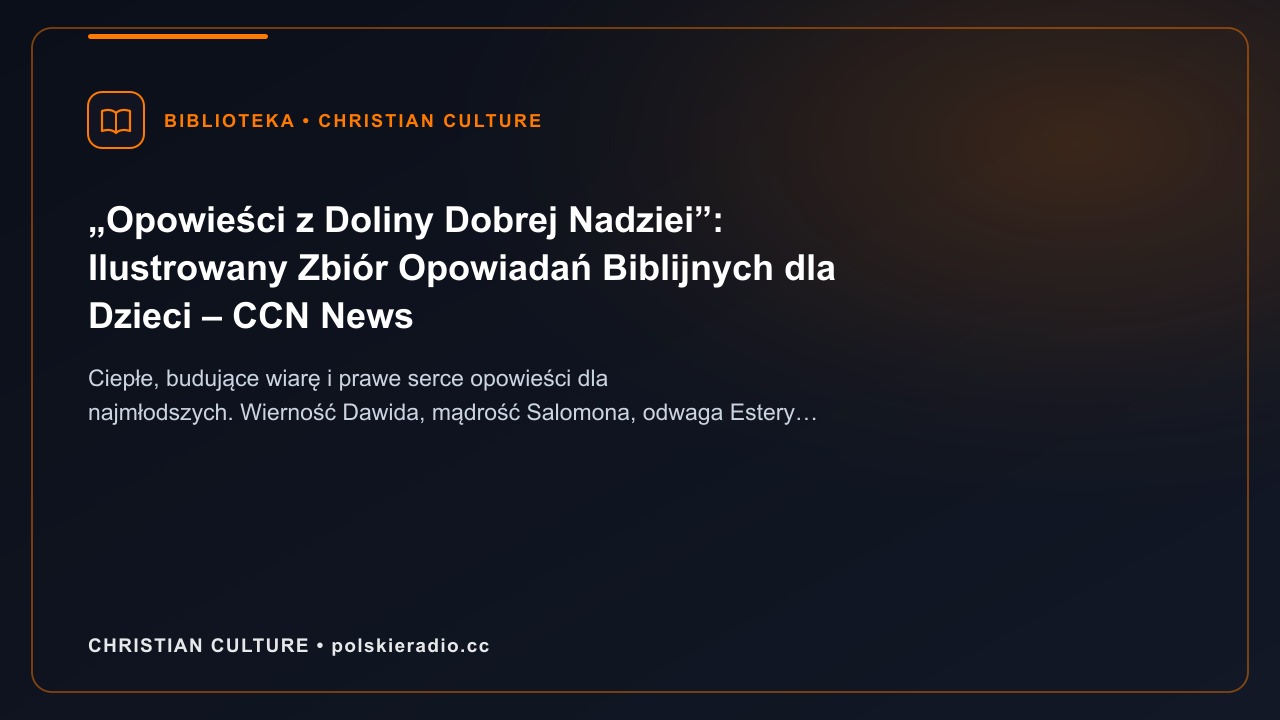 BIBLIOTEKA • CHRISTIAN CULTURE
„Opowieści z Doliny Dobrej Nadziei”:
Ilustrowany Zbiór Opowiadań Biblijnych dla
Dzieci – CCN News
Ciepłe, budujące wiarę i prawe serce opowieści dla
najmłodszych. Wierność Dawida, mądrość Salomona, odwaga Estery…
CHRISTIAN CULTURE • polskieradio.cc